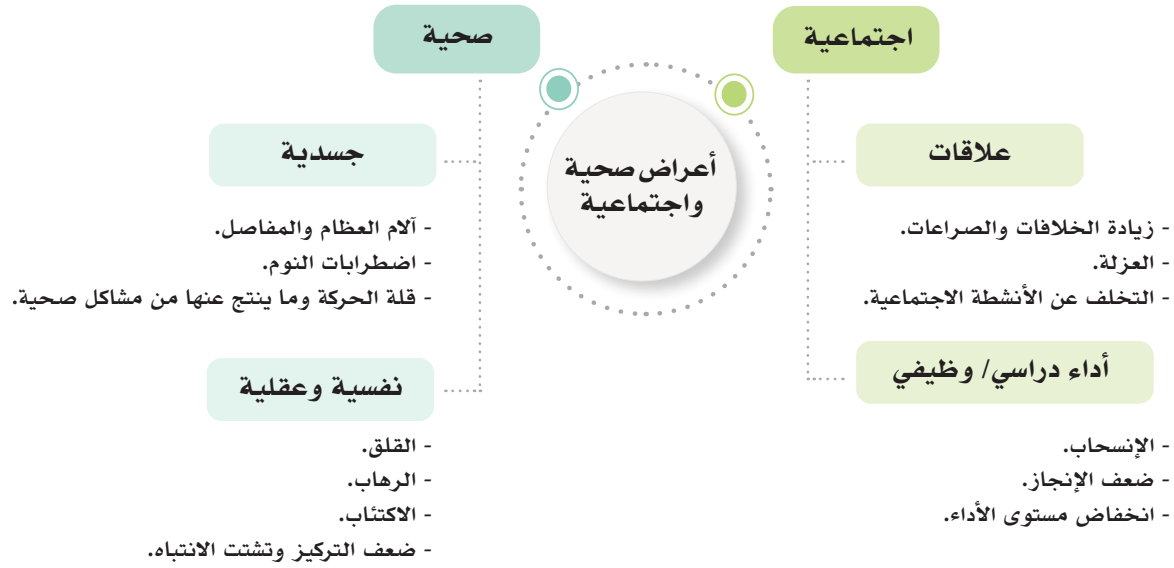 أعراض صحية
واجتماعية
اجتماعية
علاقات
- زيادة الخلافات والصراعات.
- العزلة.
- التخلف عن الأنشطة الاجتماعية.
أداء دراسي/ وظيفي
- الإنسحاب.
- ضعف الإنجاز.
- انخفاض مستوى الأداء.
صحية
جسدية
- آلام العظام والمفاصل.
- اضطرابات النوم.
- قلة الحركة وما ينتج عنها من مشاكل صحية.
نفسية وعقلية
- القلق.
- الرهاب.
- الاكتئاب.
- ضعف التركيز وتشتت الانتباه.